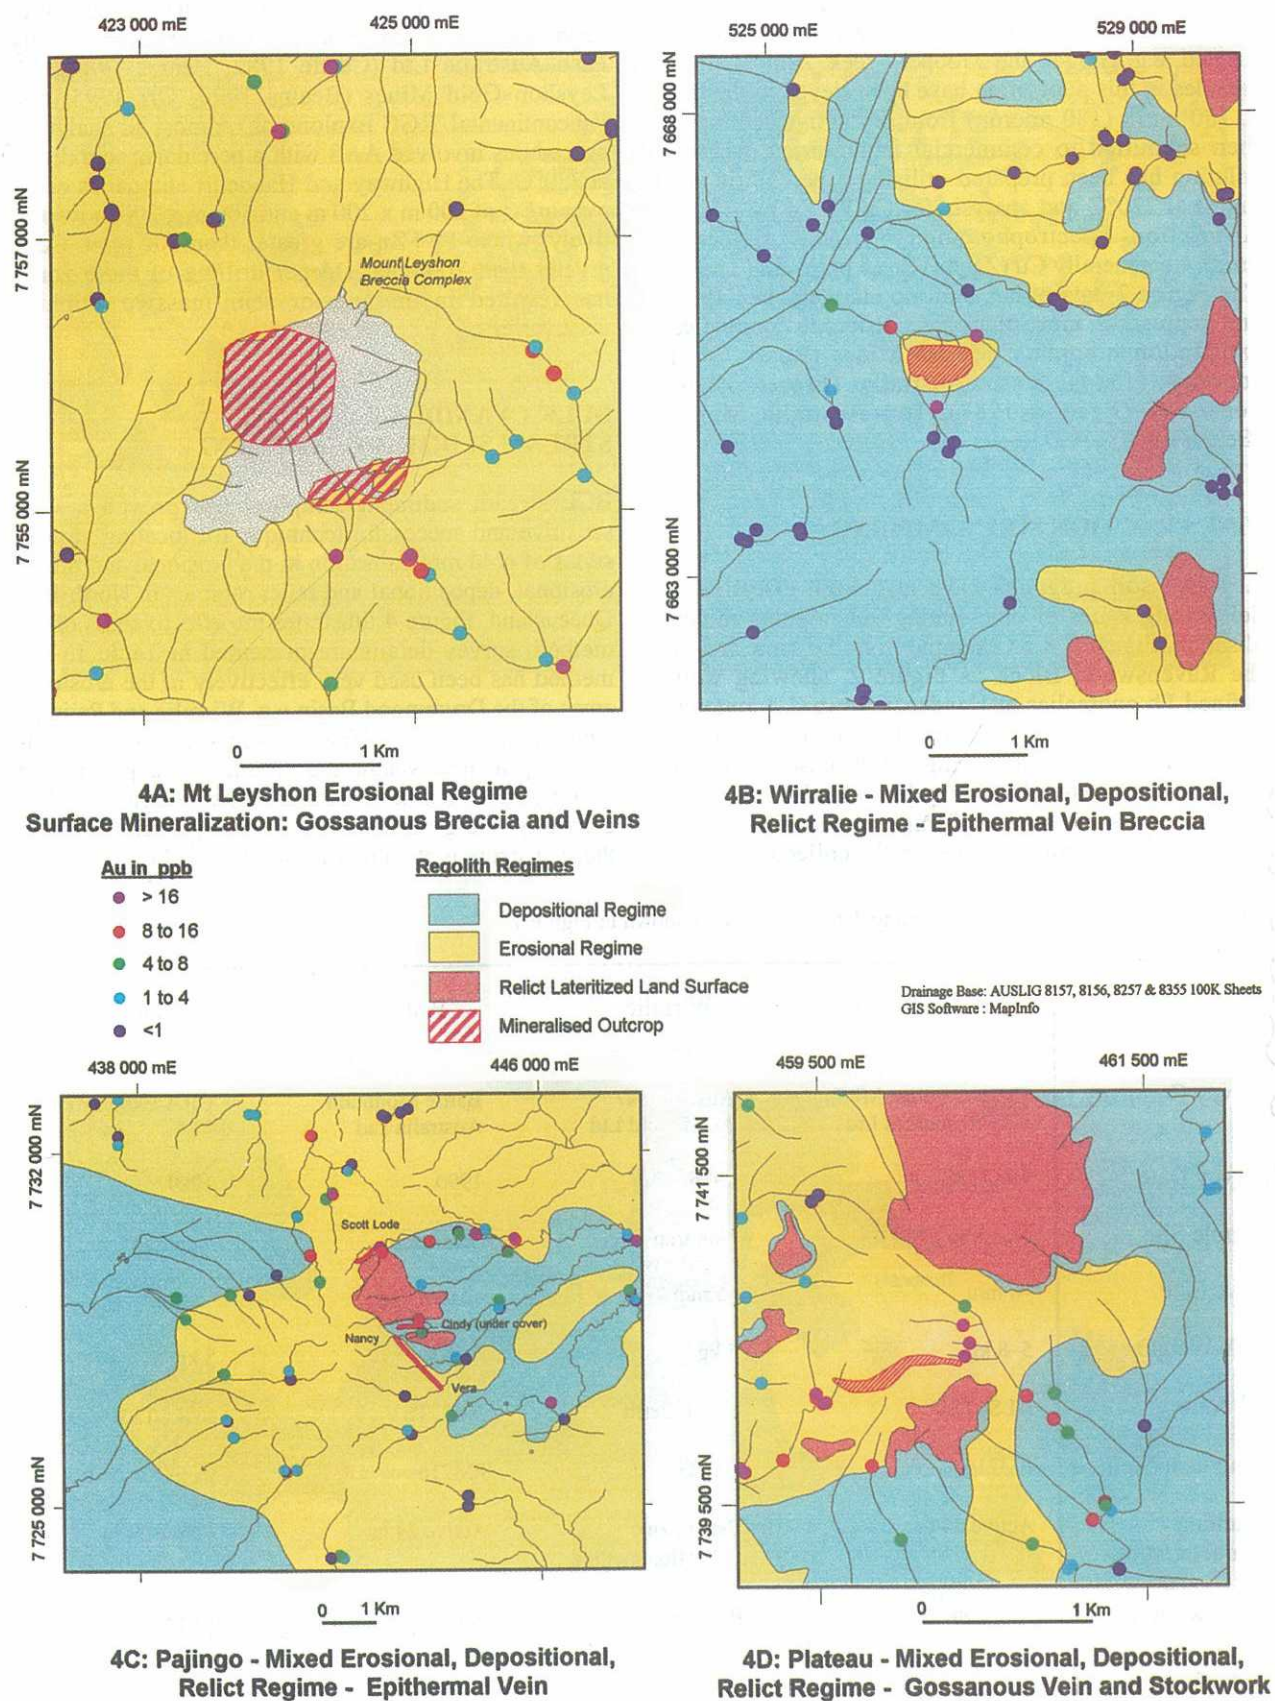 423 000 mE
425 000 mE
7 757 000 mN
7 755 000 mN
Mount Leyshon
Breccia Complex
0 1 Km
4A: Mt Leyshon Erosional Regime
Surface Mineralization: Gossanous Breccia and Veins
525 000 mE
529 000 mE
7 668 000 mN
7 663 000 mN
0 1 Km
4B: Wirralie - Mixed Erosional, Depositional,
Relict Regime - Epithermal Vein Breccia
Au in ppb
> 16
8 to 16
4 to 8
1 to 4
<1
Regolith Regimes
Depositional Regime
Erosional Regime
Relict Lateritized Land Surface
Mineralised Outcrop
Drainage Base: AUSLIG 8157, 8156, 8257 & 8355 100K Sheets
GIS Software : MapInfo
438 000 mE
446 000 mE
7 732 000 mN
7 725 000 mN
Scott Lode
Cindy (under cover)
Nancy
Vera
0 1 Km
4C: Pajingo - Mixed Erosional, Depositional,
Relict Regime - Epithermal Vein
459 500 mE
461 500 mE
7 741 500 mN
7 739 500 mN
0 1 Km
4D: Plateau - Mixed Erosional, Depositional,
Relict Regime - Gossanous Vein and Stockwork